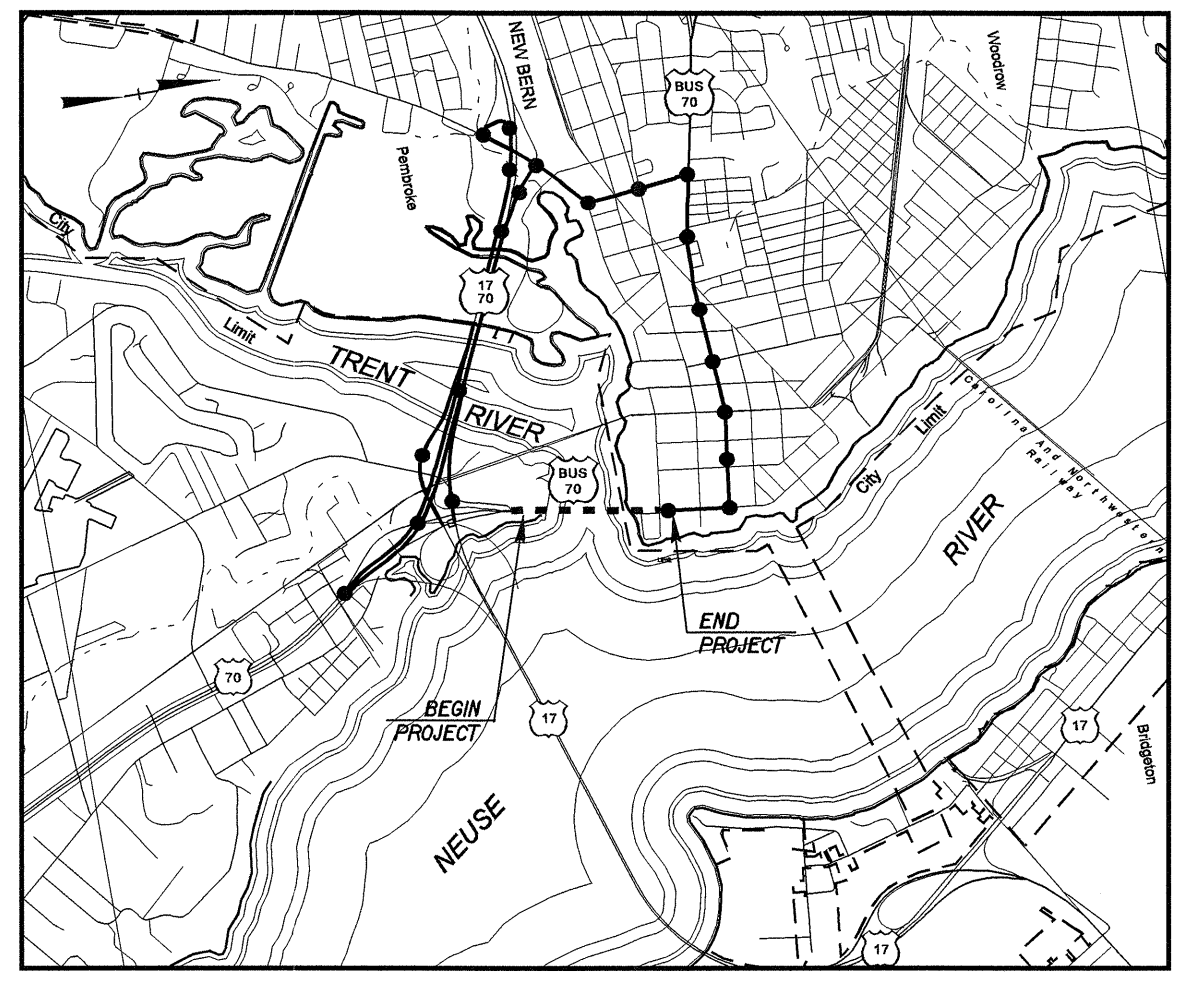 NEW BERN
BUS
70
Woodrow
Pembroke
City
17
70
Limit
TRENT
RIVER
Carolina And Northwestern
Railway
Limit
City
BUS
70
RIVER
END
PROJECT
70
BEGIN
PROJECT
17
17
Bridgeton
NEUSE
17